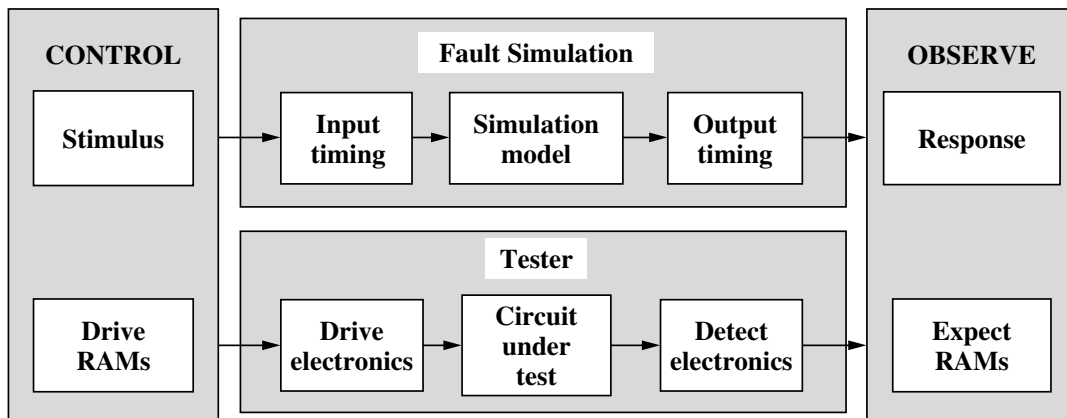 CONTROL
Stimulus
Drive
RAMs
Fault Simulation
Input
timing
Simulation
model
Output
timing
Tester
Drive
electronics
Circuit
under
test
Detect
electronics
OBSERVE
Response
Expect
RAMs